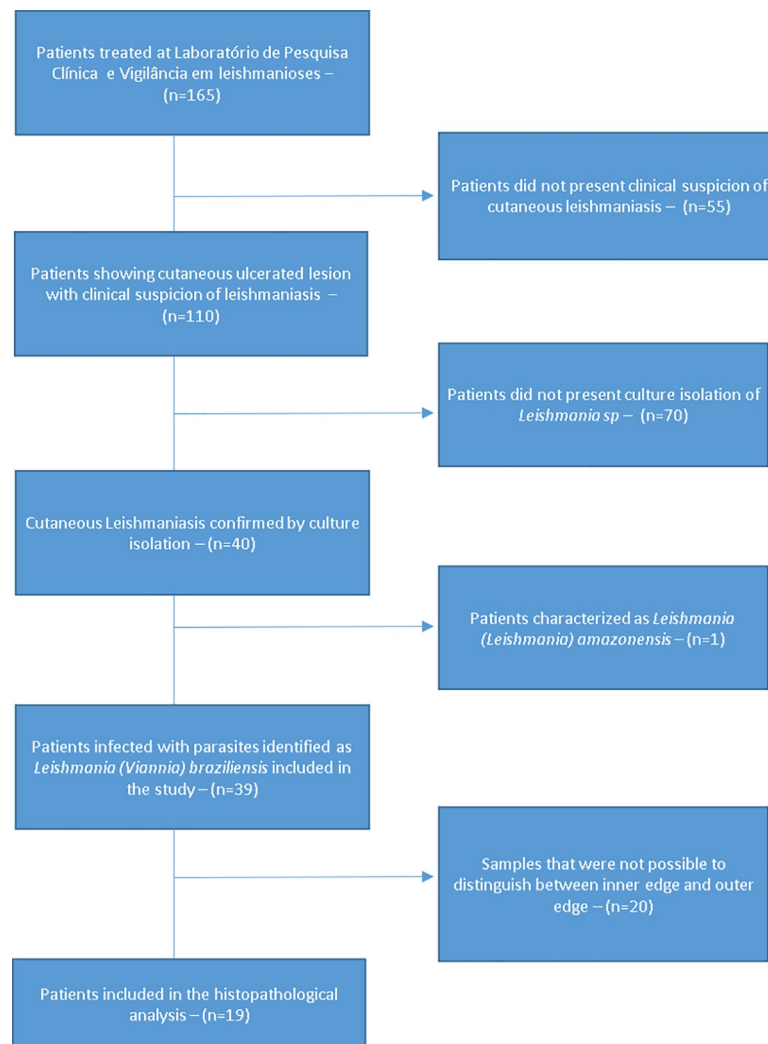 Patients treated at Laboratório de Pesquisa
Clínica e Vigilância em leishmanioses –
(n=165)
Patients did not present clinical suspicion of
cutaneous leishmaniasis – (n=55)
Patients showing cutaneous ulcerated lesion
with clinical suspicion of leishmaniasis –
(n=110)
Patients did not present culture isolation of
Leishmania sp – (n=70)
Cutaneous Leishmaniasis confirmed by culture
isolation – (n=40)
Patients characterized as Leishmania
(Leishmania) amazonensis – (n=1)
Patients infected with parasites identified as
Leishmania (Viannia) braziliensis included in
the study – (n=39)
Samples that were not possible to
distinguish between inner edge and outer
edge – (n=20)
Patients included in the histopathological
analysis – (n=19)